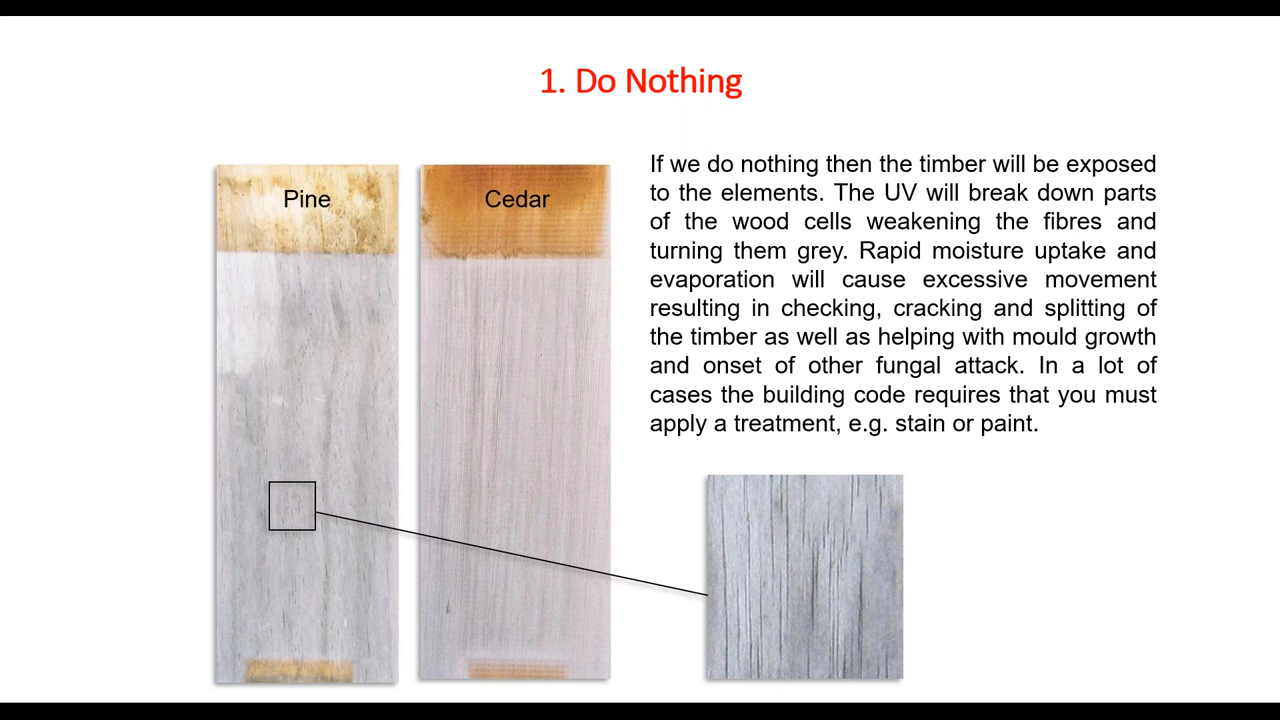 1. Do Nothing
Pine
Cedar
If we do nothing then the timber will be exposed
to the elements. The UV will break down parts
of the wood cells weakening the fibres and
turning them grey. Rapid moisture uptake and
evaporation will cause excessive movement
resulting in checking, cracking and splitting of
the timber as well as helping with mould growth
and onset of other fungal attack. In a lot of
cases the building code requires that you must
apply a treatment, e.g. stain or paint.